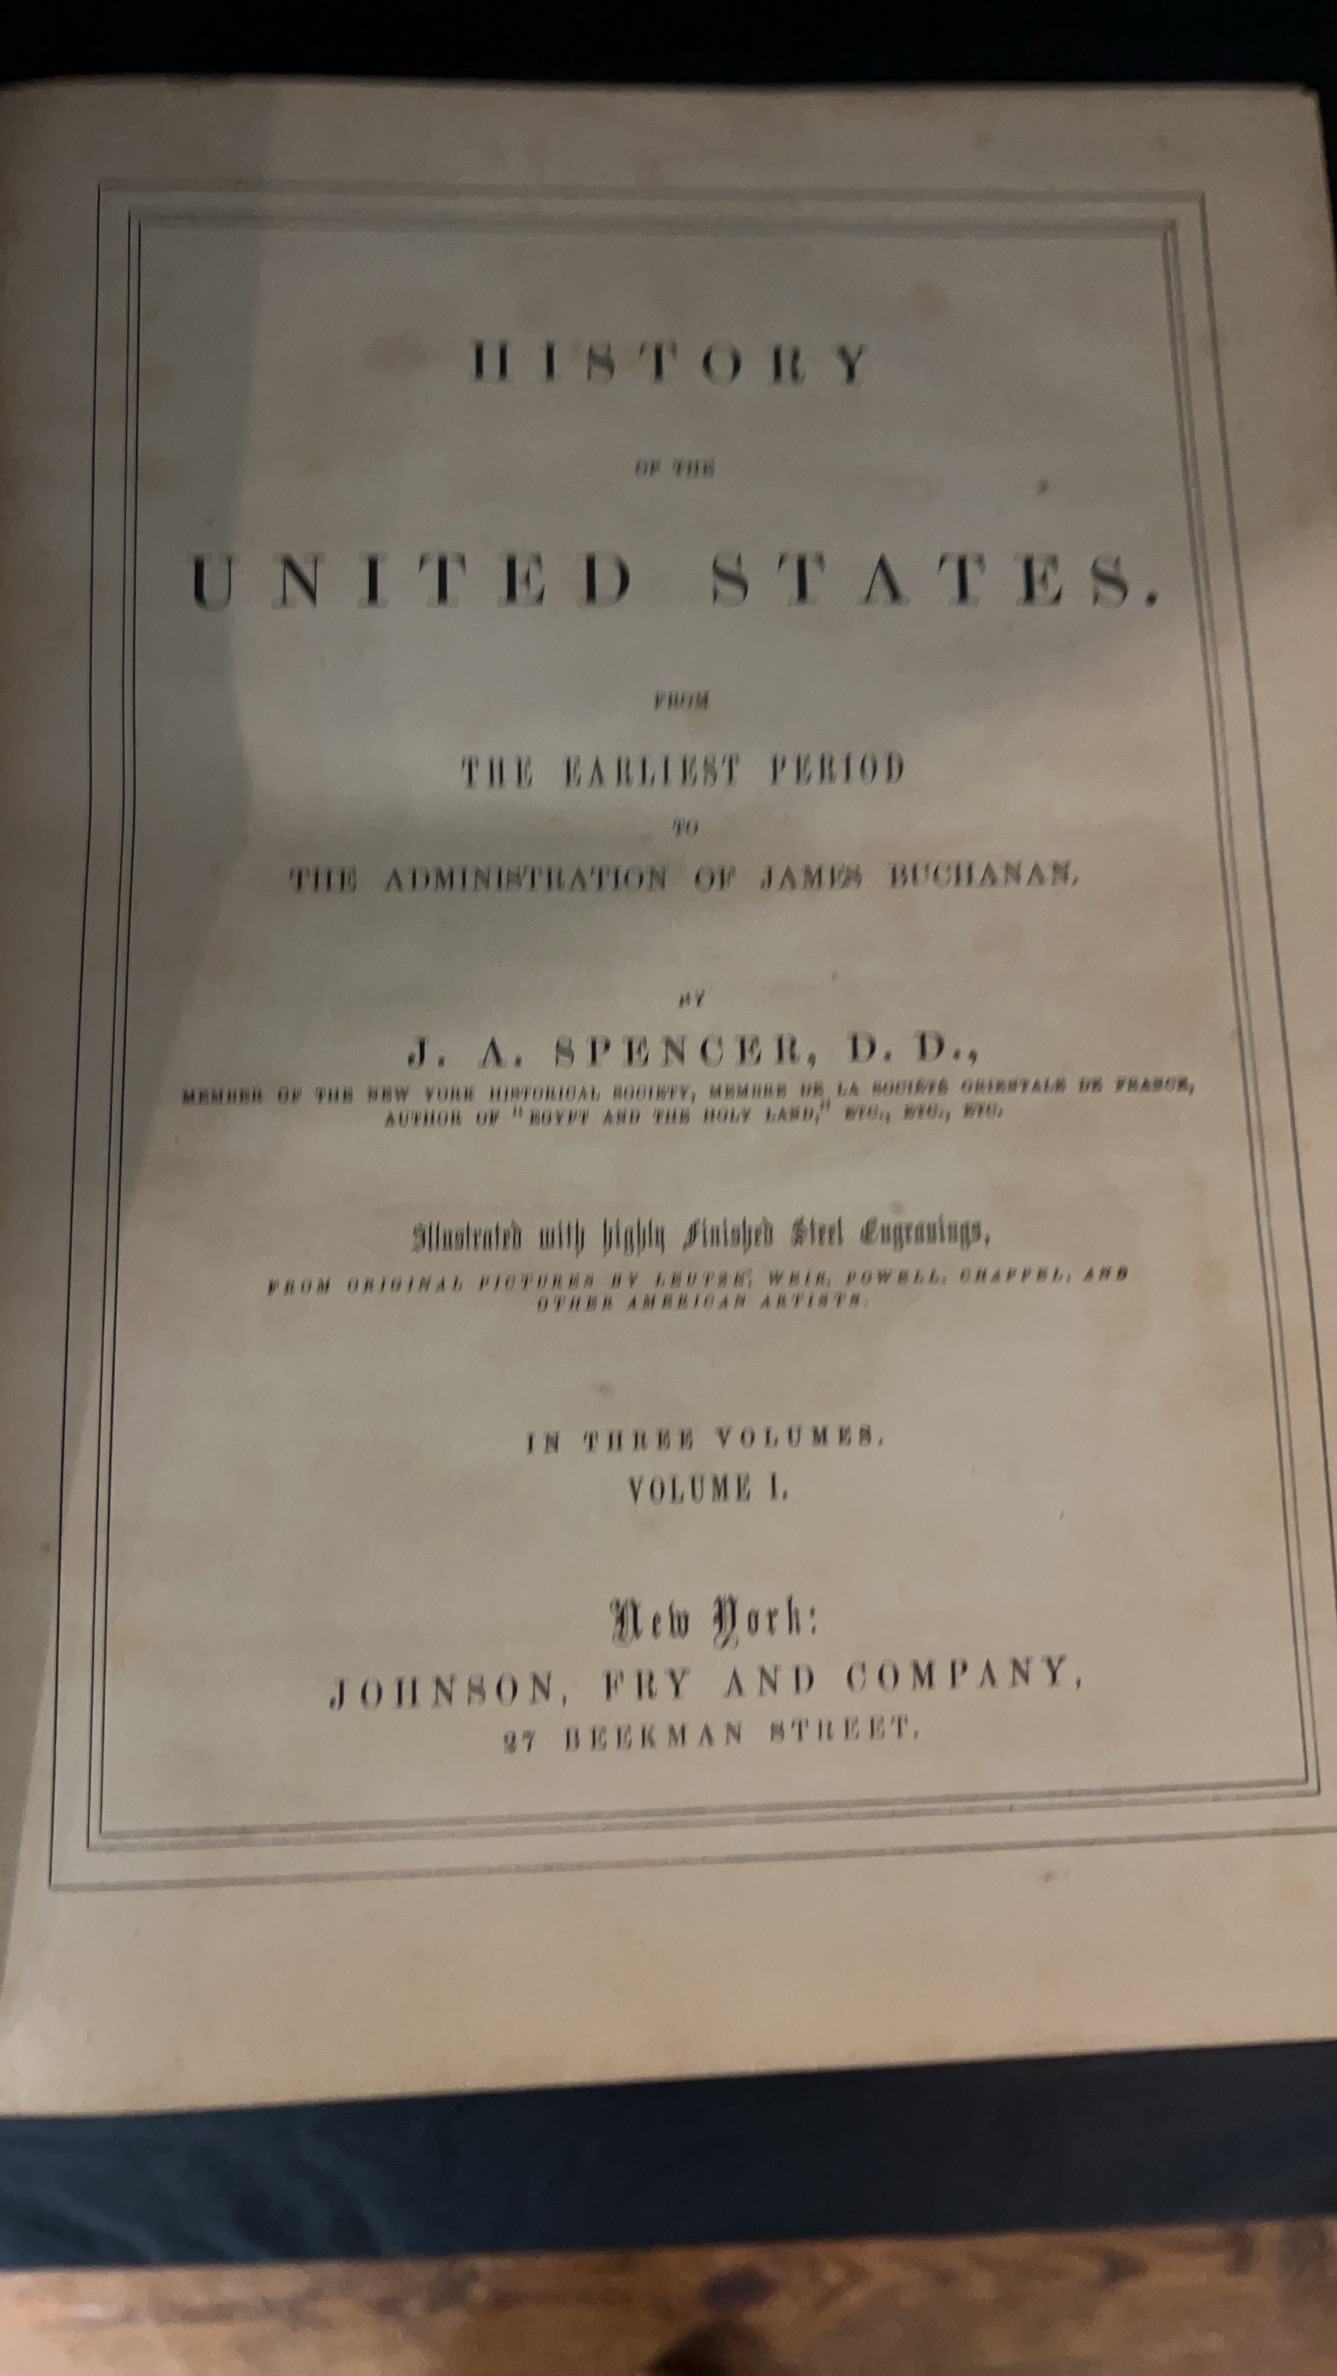 HISTORY
OF THE
UNITED STATES.
FROM
THE EARLIEST PERIOD
TO
THE ADMINISTRATION OF JAMES BUCHANAN.
BY
J. A. SPENCER, D. D.,
MEMBER OF THE NEW YORK HISTORICAL SOCIETY, MEMBRE DE LA SOCIÉTÉ ORIENTALE DE FRANCE,
AUTHOR OF "EGYPT AND THE HOLY LAND," ETC., ETC., ETC.
Illustrated with highly Finished Steel Engravings,
FROM ORIGINAL PICTURES BY LEUTZE, WEIR, POWELL, CHAPPEL, AND
OTHER AMERICAN ARTISTS.
IN THREE VOLUMES.
VOLUME I.
New York:
JOHNSON, FRY AND COMPANY,
27 BEEKMAN STREET.